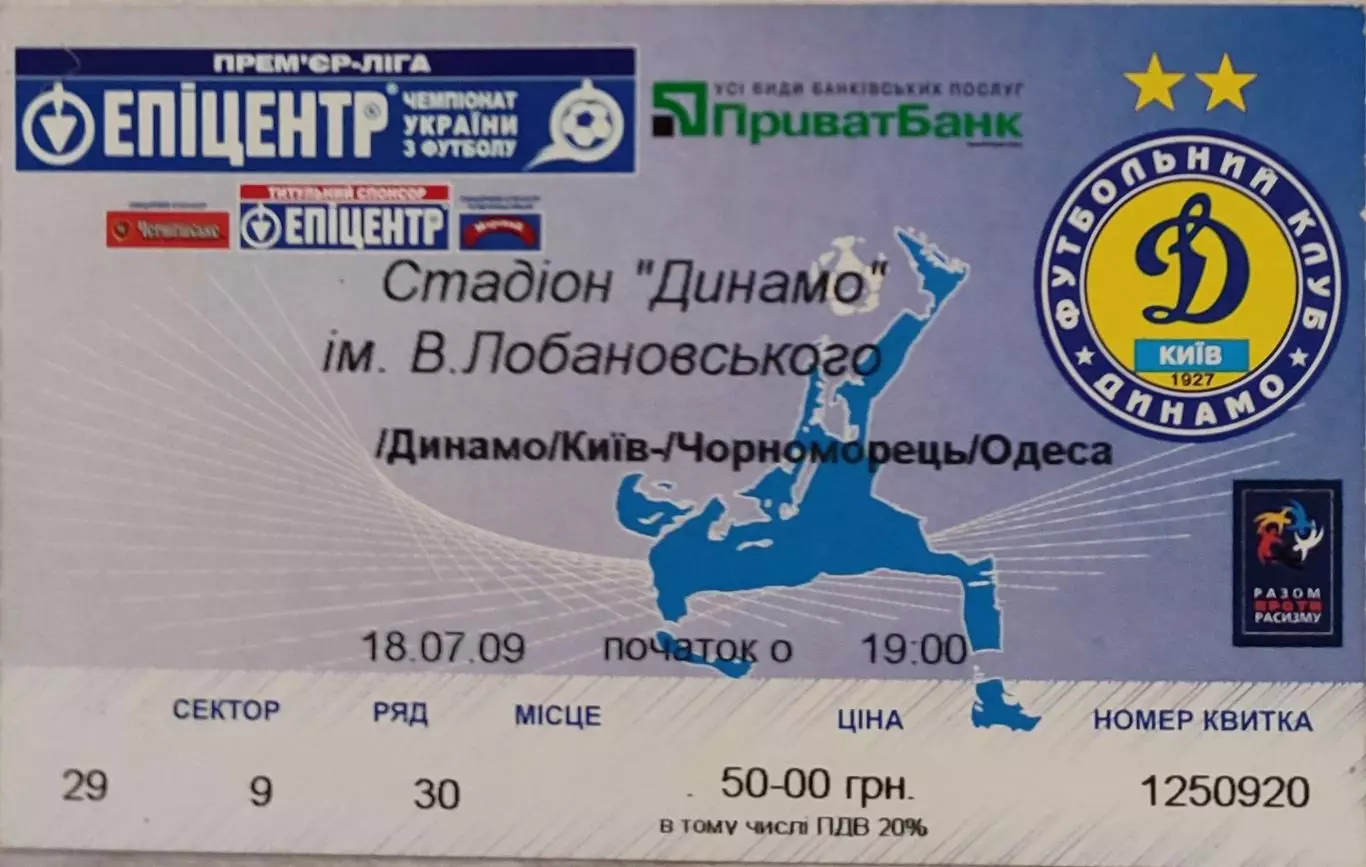 ПРЕМ'ЄР-ЛІГА
ЕПІЦЕНТР®
ЧЕМПІОНАТ
УКРАЇНИ
З ФУТБОЛУ
УСІ ВИДИ БАНКІВСЬКИХ ПОСЛУГ
ПриватБанк
ТИТУЛЬНИЙ СПОНСОР
Чернігівське
ЕПІЦЕНТР
ФУТБОЛЬНИЙ КЛУБ
ДИНАМО
КИЇВ
1927
Стадіон "Динамо"
ім. В.Лобановського
/Динамо/Київ-/Чорноморець/Одеса
РАЗОМ
ПРОТИ
РАСИЗМУ
18.07.09 початок о 19:00
СЕКТОР РЯД МІСЦЕ ЦІНА НОМЕР КВИТКА
29 9 30 50-00 грн. 1250920
в тому числі ПДВ 20%